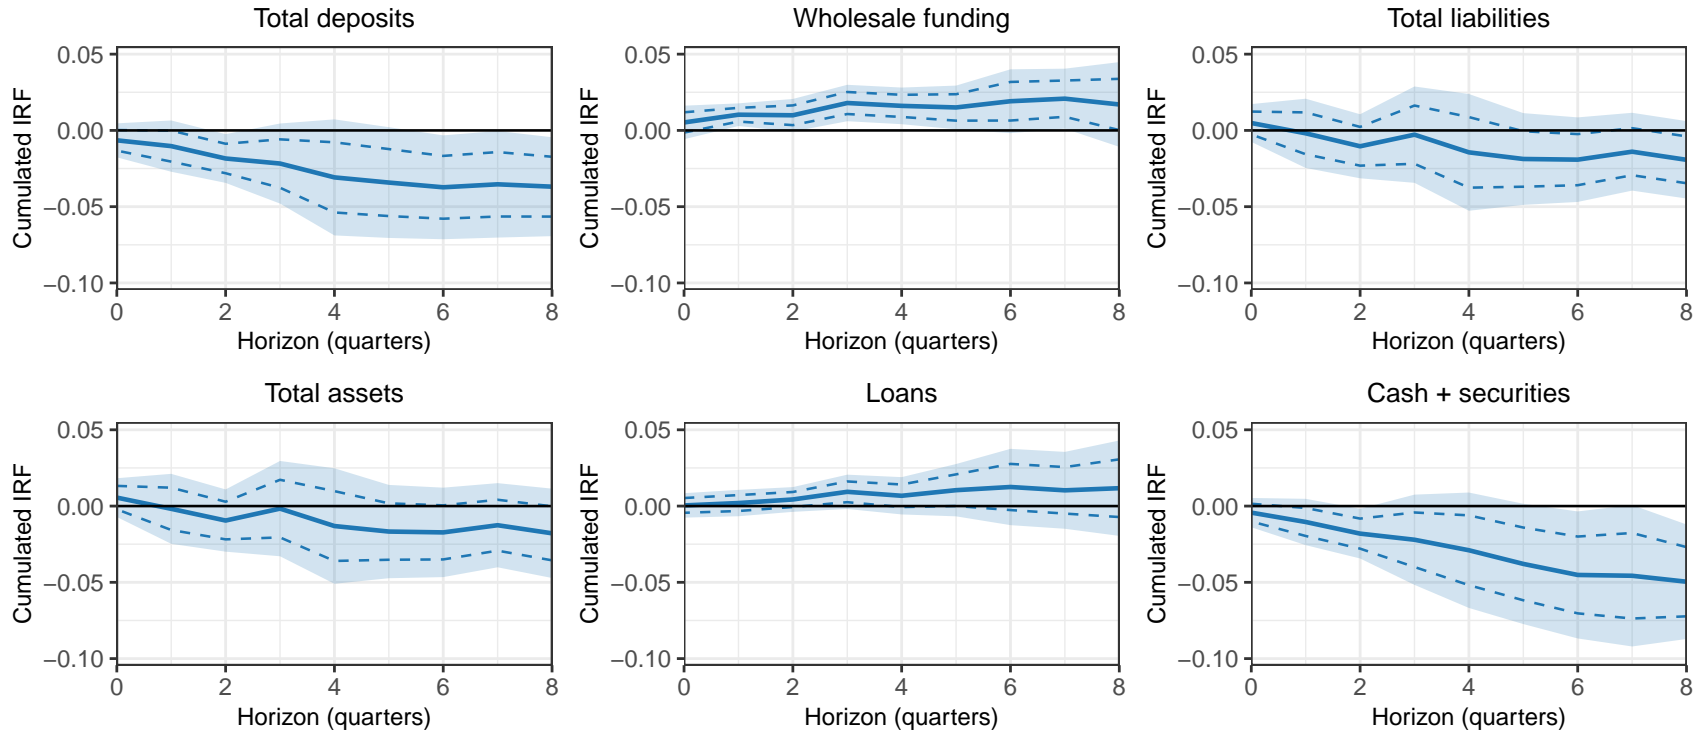 Total deposits
Cumulated IRF
0.05
0.00
−0.05
−0.10
0 2 4 6 8
Horizon (quarters)
Wholesale funding
Cumulated IRF
0.05
0.00
−0.05
−0.10
0 2 4 6 8
Horizon (quarters)
Total liabilities
Cumulated IRF
0.05
0.00
−0.05
−0.10
0 2 4 6 8
Horizon (quarters)
Total assets
Cumulated IRF
0.05
0.00
−0.05
−0.10
0 2 4 6 8
Horizon (quarters)
Loans
Cumulated IRF
0.05
0.00
−0.05
−0.10
0 2 4 6 8
Horizon (quarters)
Cash + securities
Cumulated IRF
0.05
0.00
−0.05
−0.10
0 2 4 6 8
Horizon (quarters)